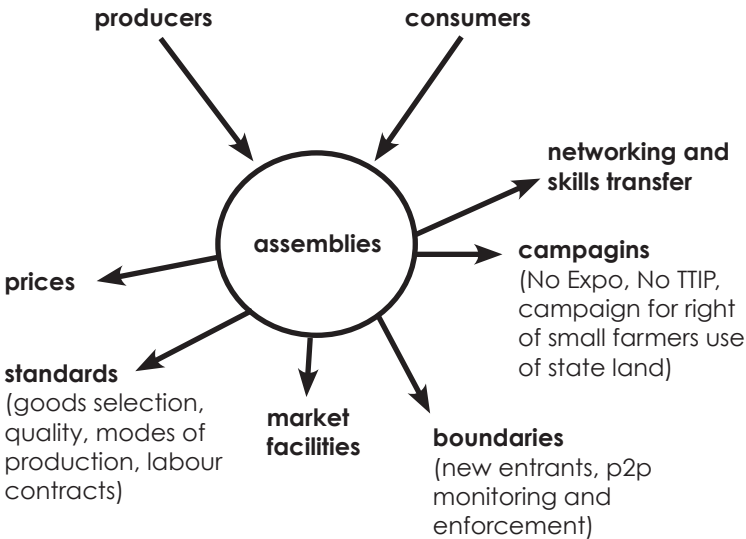 producers
consumers
networking and
skills transfer
assemblies
campagins
(No Expo, No TTIP,
campaign for right
of small farmers use
of state land)
prices
standards
(goods selection,
quality, modes of
production, labour
contracts)
market
facilities
boundaries
(new entrants, p2p
monitoring and
enforcement)